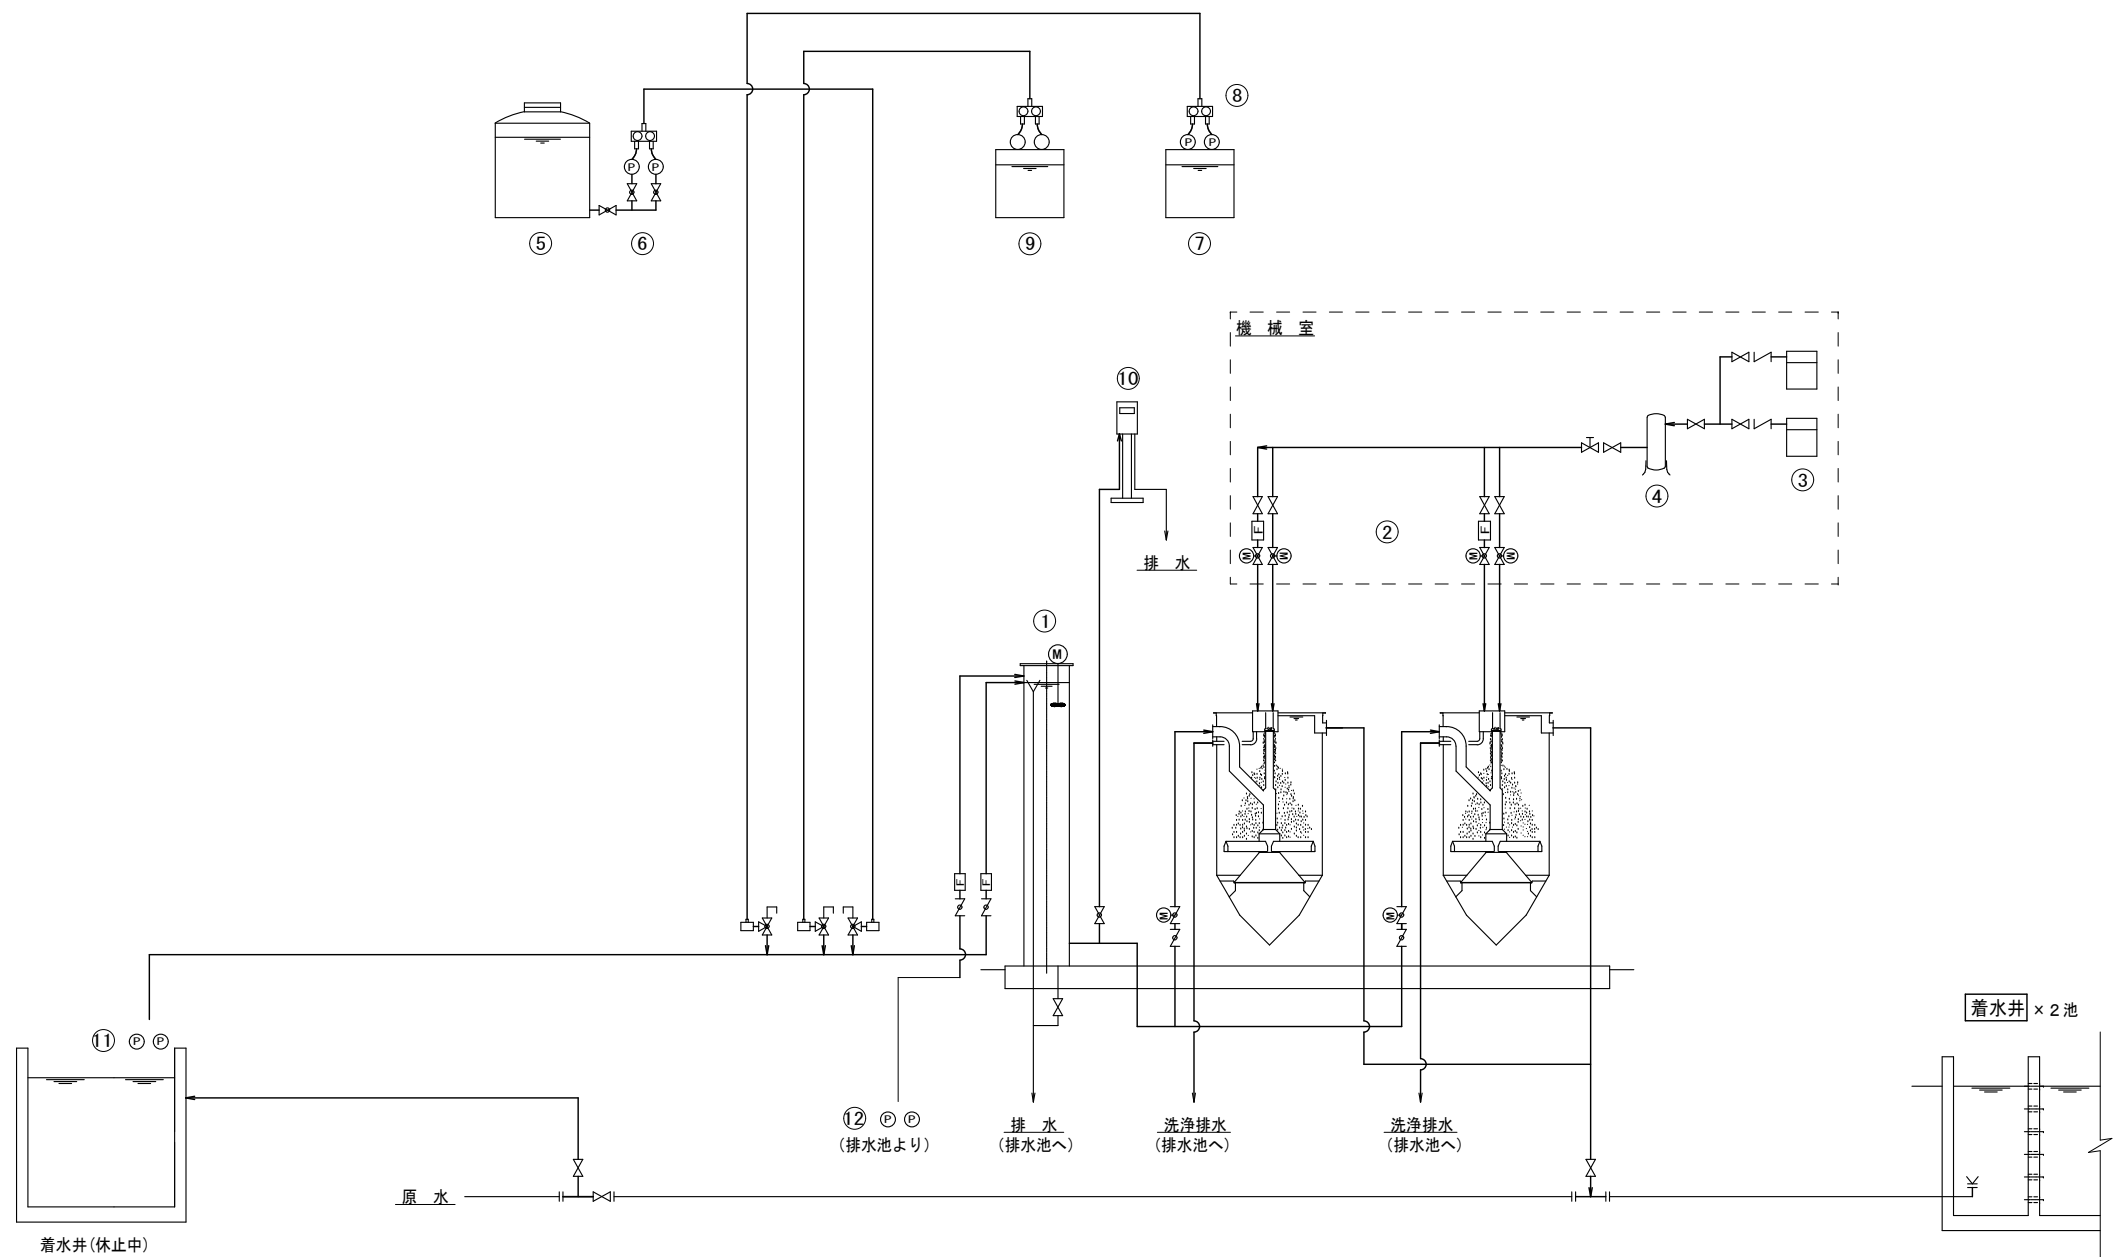 ⑧
P P
P P
⑤ ⑥ ⑨ ⑦
機 械 室
⑩
③
④
②
F F
M M M M
排 水
①
M
F F
M M
着水井 × 2 池
⑪ P P
⑫ P P
(排水池より)
排 水
(排水池へ)
洗浄排水
(排水池へ)
洗浄排水
(排水池へ)
原 水
着水井(休止中)